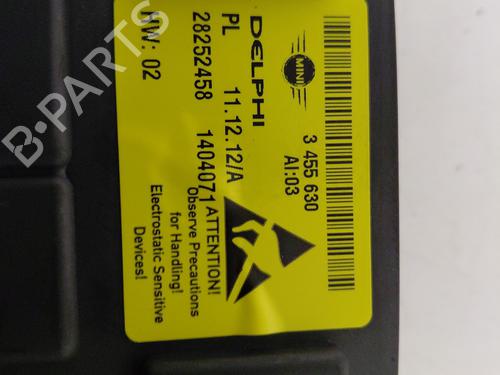 MINI
3 455 630
AI:03
DELPHI
PL 11.12.12/A
28252458 1404071
HW: 02
ATTENTION!
Observe Precautions
for Handling!
Electrostatic Sensitive
Devices!
B-PARTS